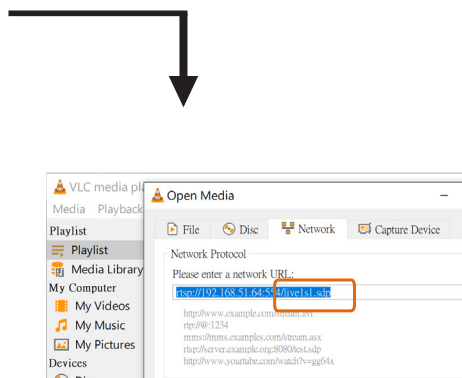 VLC media pla
Open Media
Media Playback
File Disc Network Capture Device
Playlist
Playlist
Media Library
My Computer
My Videos
My Music
My Pictures
Devices
Network Protocol
Please enter a network URL:
rtsp://192.168.51.64:554/live1s1.sdp
http://www.example.com/stream.avi
rtp://@:1234
mms://mms.examples.com/stream.asx
rtsp://server.example.org:8080/test.sdp
http://www.yourtube.com/watch?v=gg64x